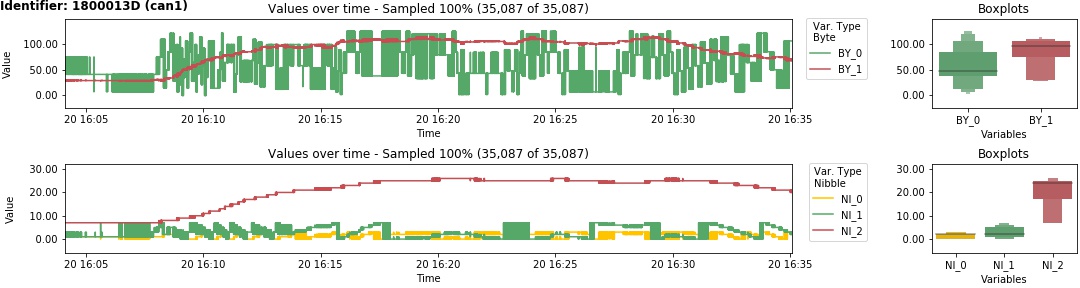 Identifier: 1800013D (can1)
Values over time - Sampled 100% (35,087 of 35,087)
Value
100.00
50.00
0.00
20 16:05 20 16:10 20 16:15 20 16:20 20 16:25 20 16:30 20 16:35
Time
Var. Type
Byte
BY_0
BY_1
Boxplots
100.00
50.00
0.00
BY_0 BY_1
Variables
Values over time - Sampled 100% (35,087 of 35,087)
Value
30.00
20.00
10.00
0.00
20 16:05 20 16:10 20 16:15 20 16:20 20 16:25 20 16:30 20 16:35
Time
Var. Type
Nibble
NI_0
NI_1
NI_2
Boxplots
30.00
20.00
10.00
0.00
NI_0 NI_1 NI_2
Variables